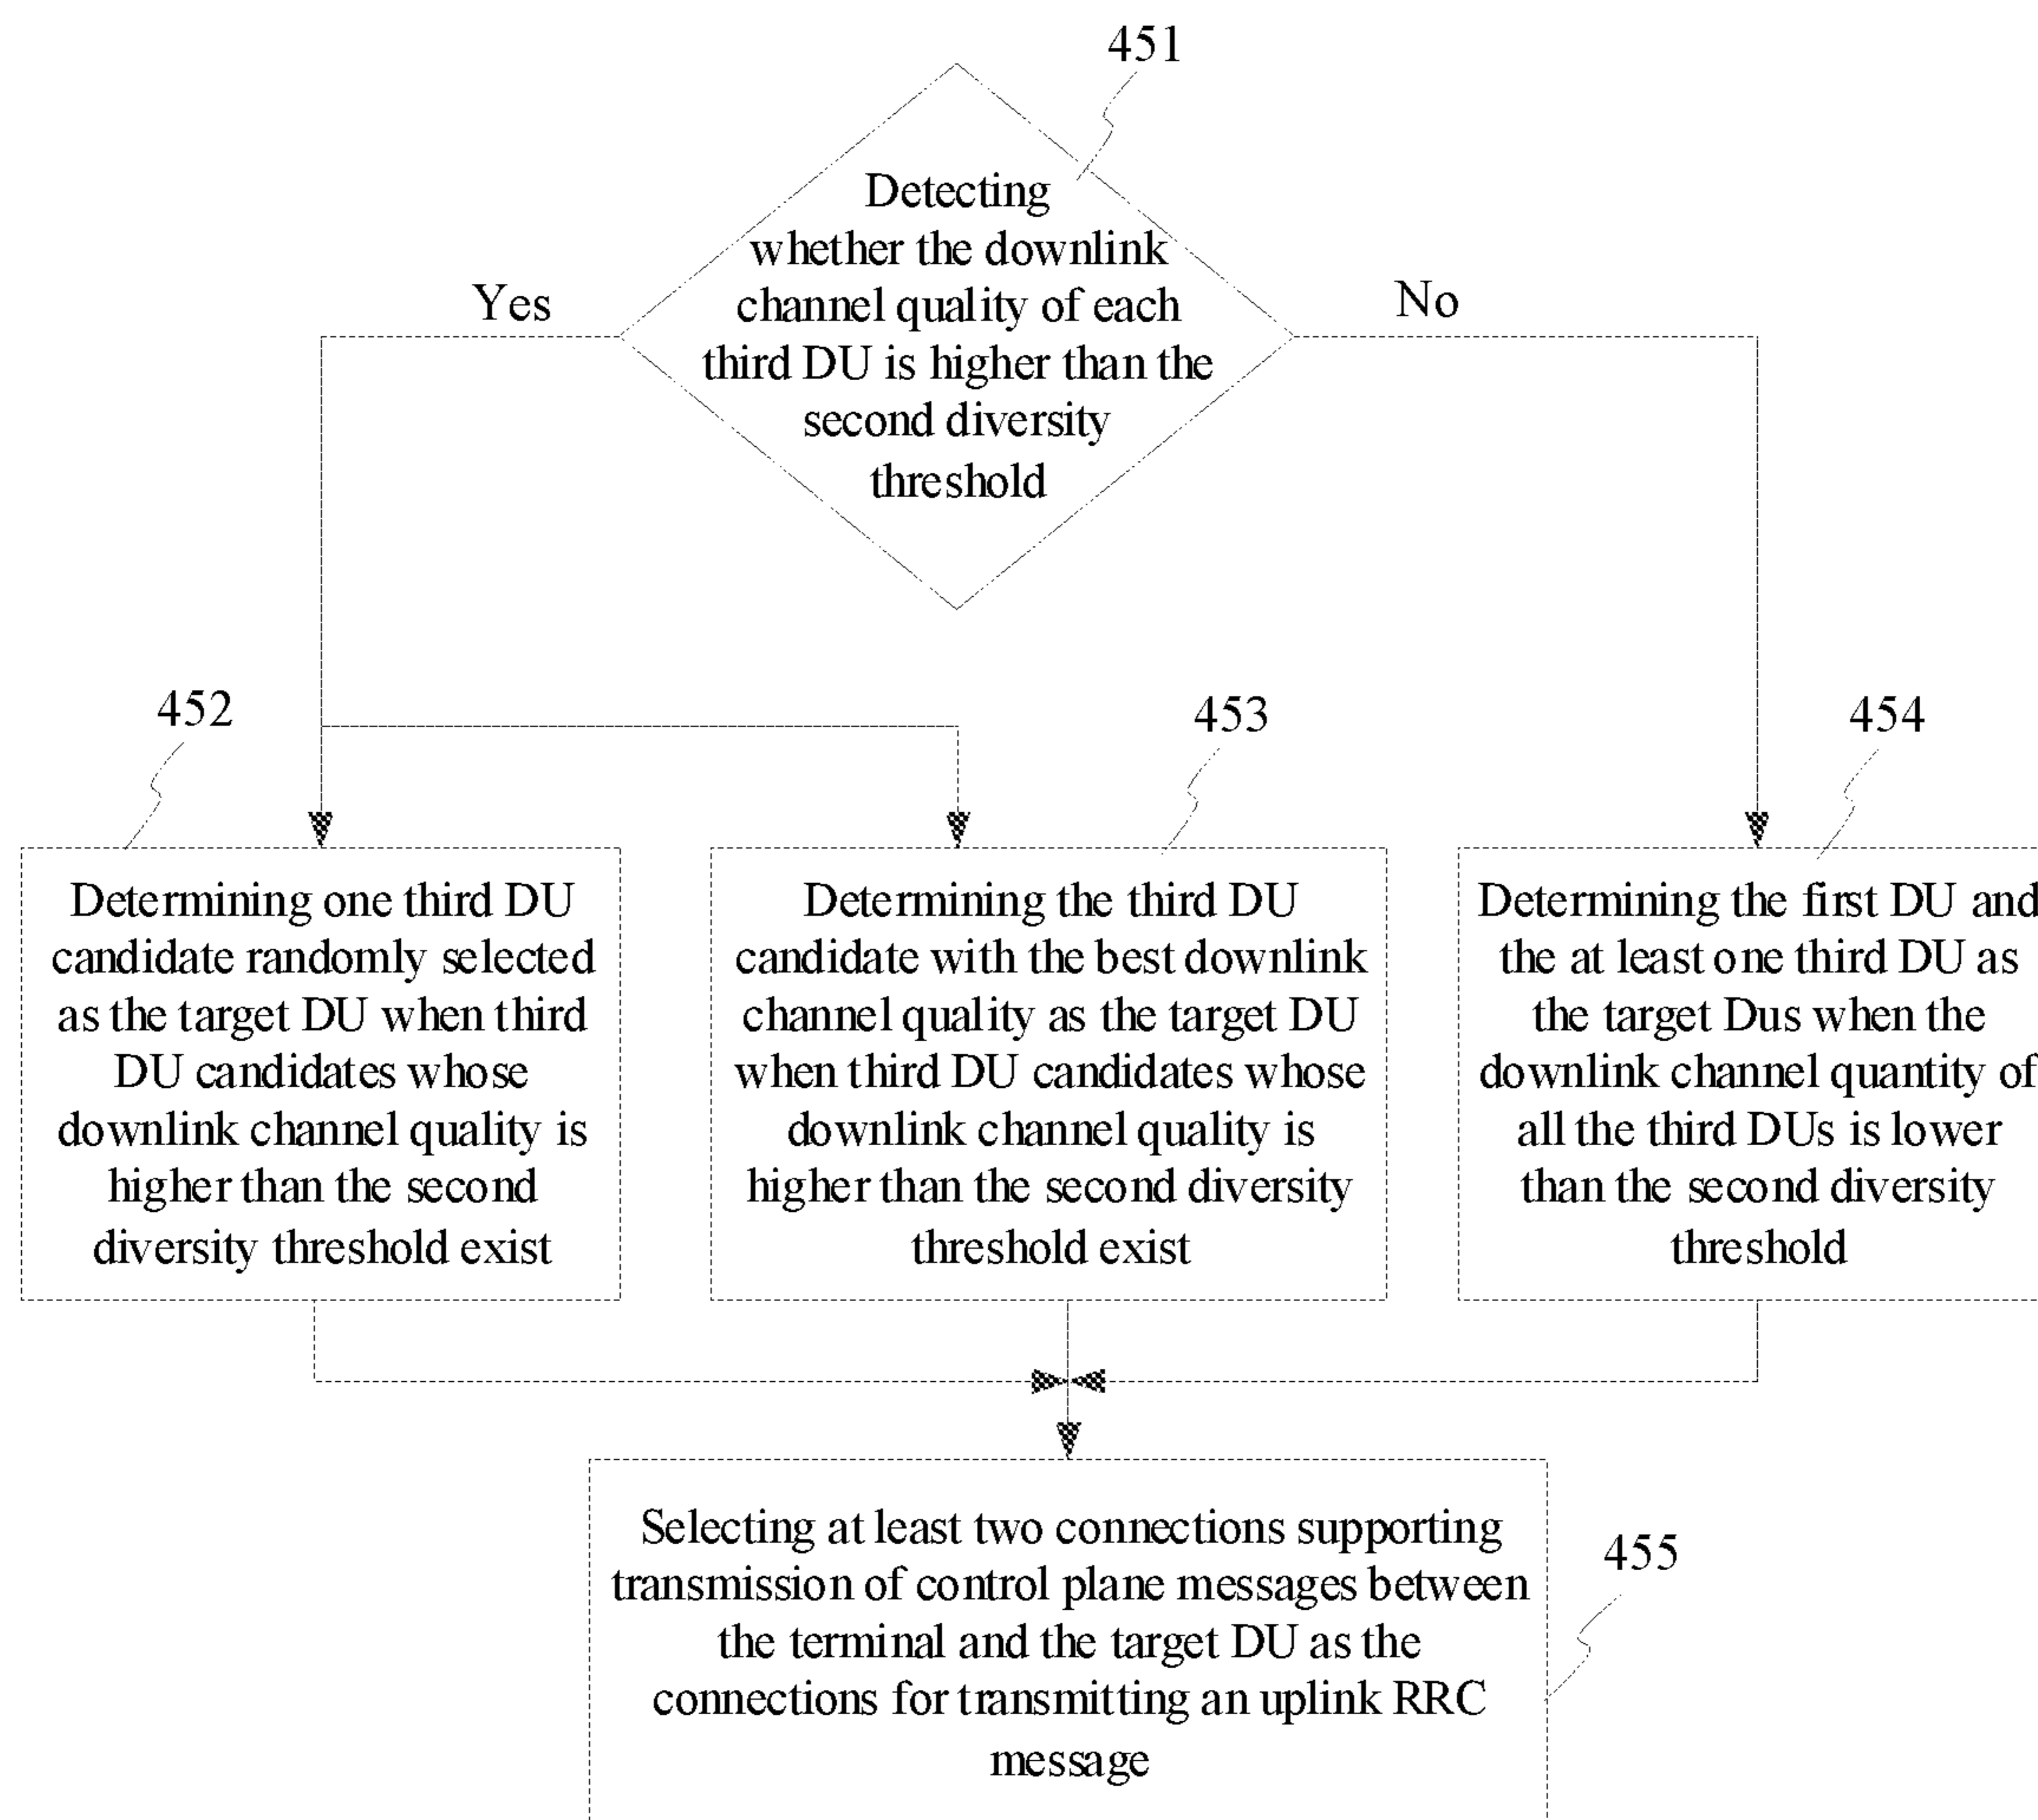 451
Detecting
whether the downlink
channel quality of each
third DU is higher than the
second diversity
threshold
Yes
No
452
453
454
Determining one third DU
candidate randomly selected
as the target DU when third
DU candidates whose
downlink channel quality is
higher than the second
diversity threshold exist
Determining the third DU
candidate with the best downlink
channel quality as the target DU
when third DU candidates whose
downlink channel quality is
higher than the second diversity
threshold exist
Determining the first DU and
the at least one third DU as
the target Dus when the
downlink channel quantity of
all the third DUs is lower
than the second diversity
threshold
Selecting at least two connections supporting
transmission of control plane messages between
the terminal and the target DU as the
connections for transmitting an uplink RRC
message
455